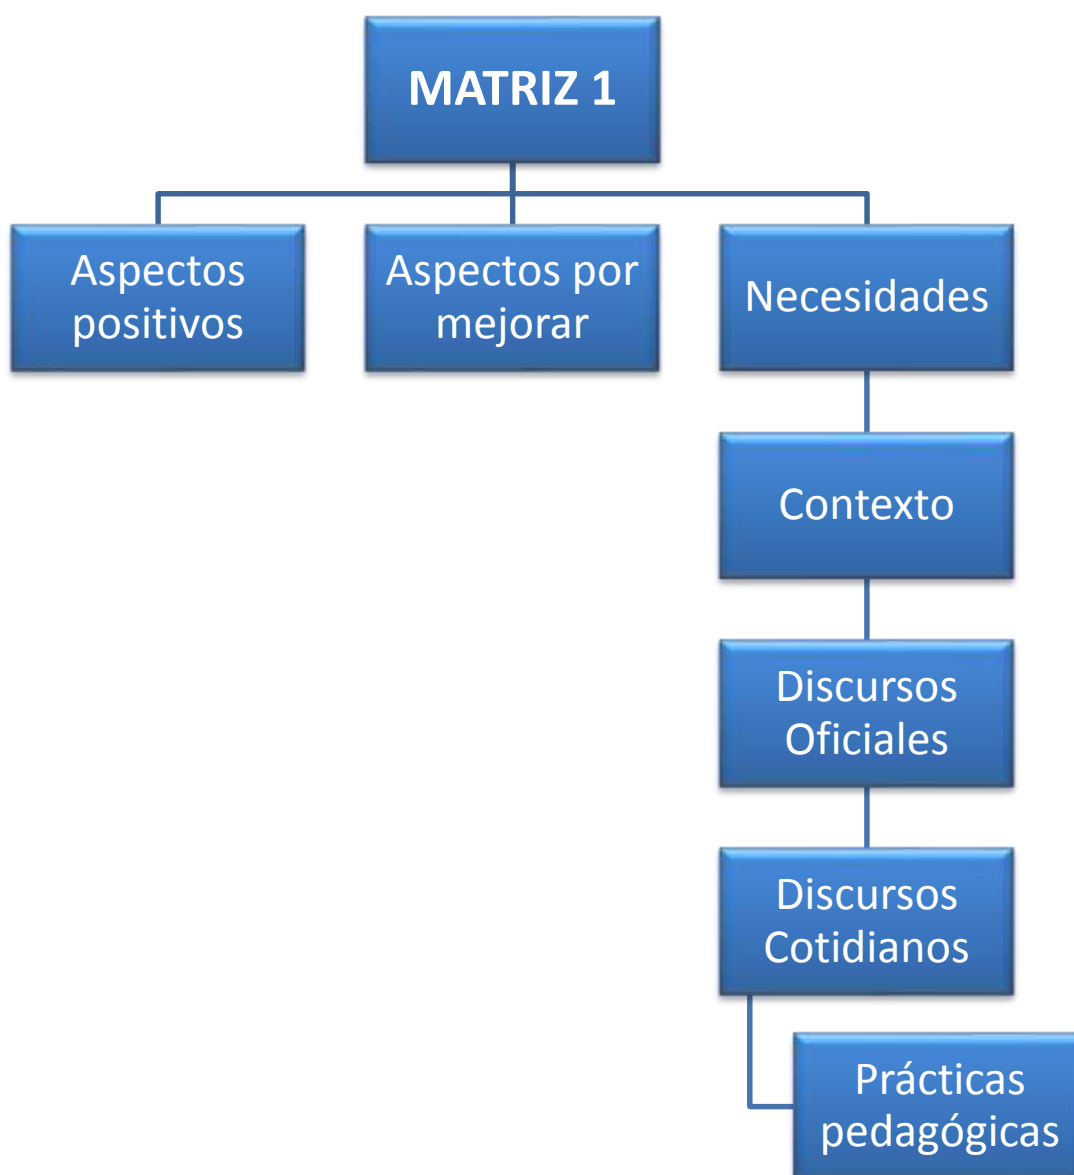 MATRIZ 1
Aspectos
positivos
Aspectos por
mejorar
Necesidades
Contexto
Discursos
Oficiales
Discursos
Cotidianos
Prácticas
pedagógicas